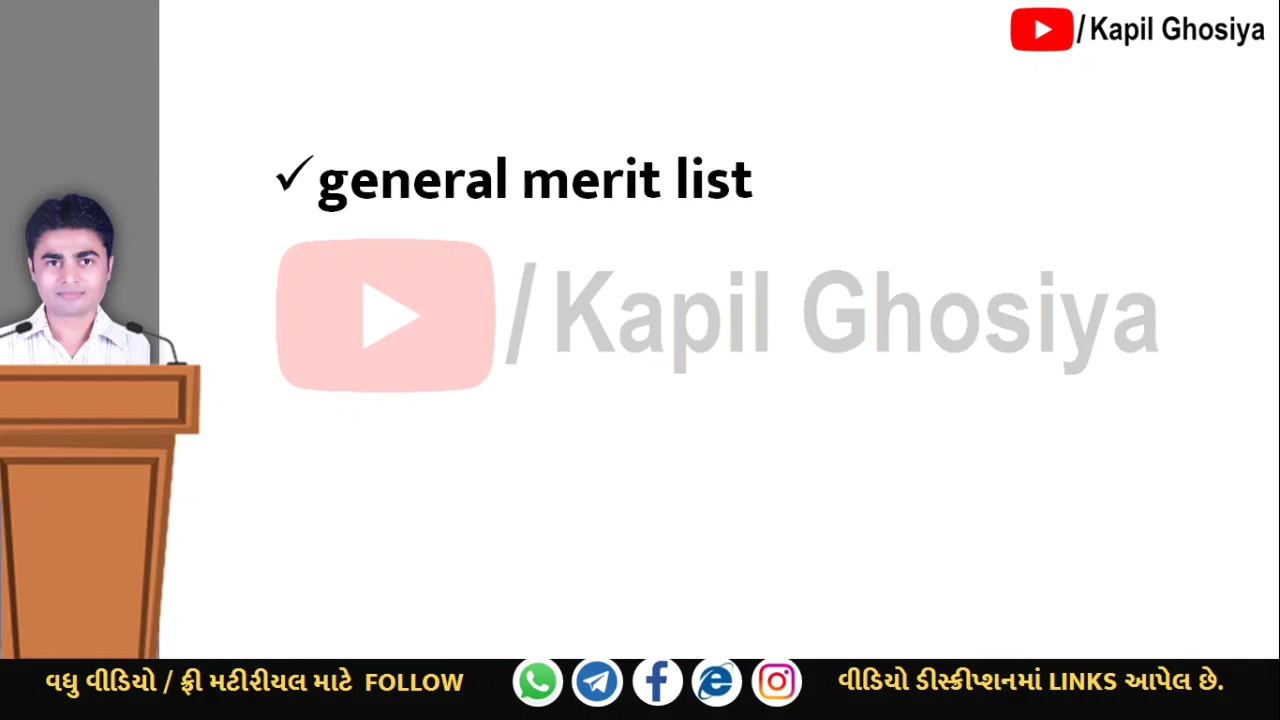 /Kapil Ghosiya
✓general merit list
/Kapil Ghosiya
વધુ વીડિયો / ફ્રી મટીરીયલ માટે FOLLOW
વીડિયો ડીસ્ક્રીપ્શનમાં LINKS આપેલ છે.